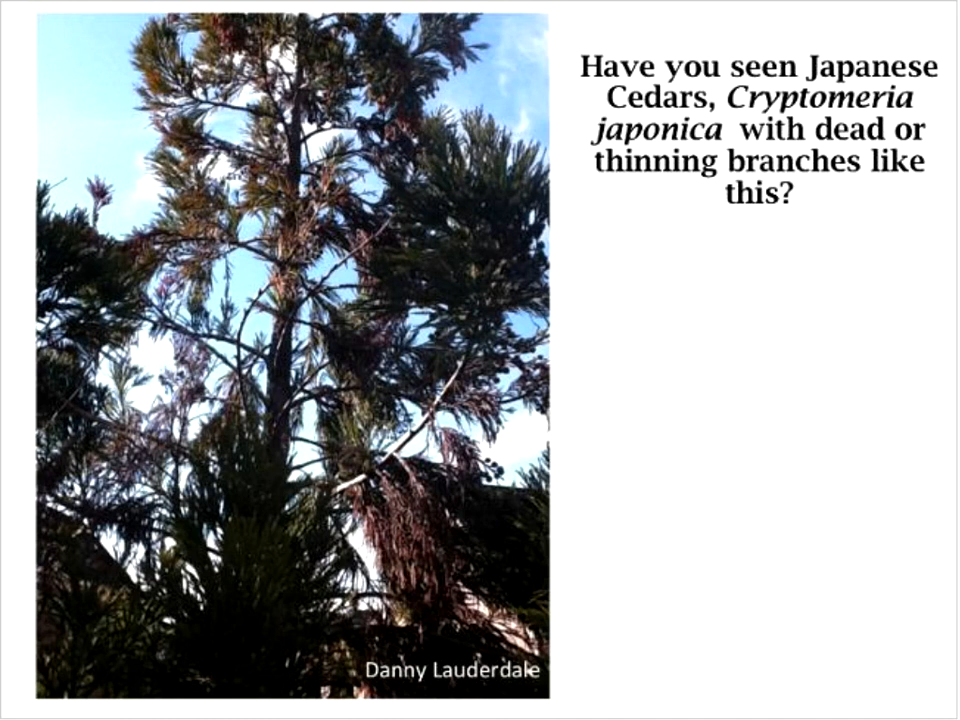 Have you seen Japanese
Cedars, Cryptomeria
japonica with dead or
thinning branches like
this?
Danny Lauderdale